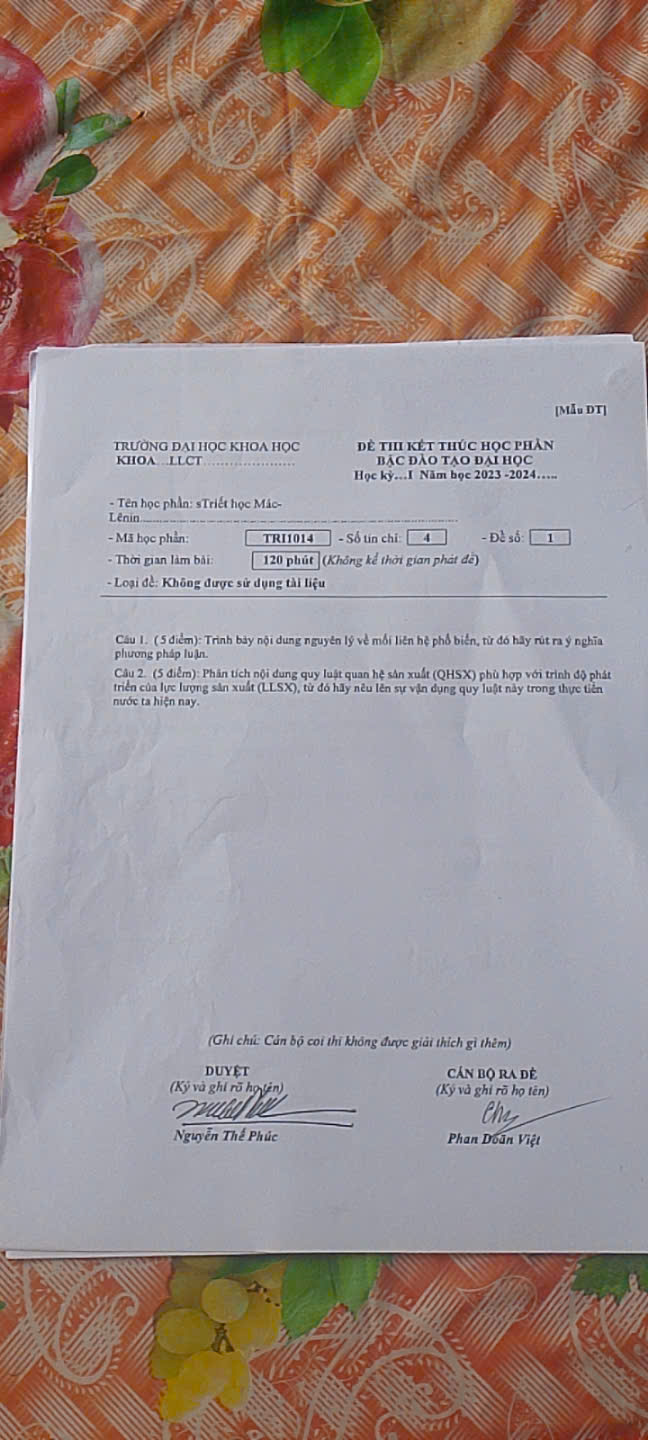 [Mẫu DT]
TRƯỜNG ĐẠI HỌC KHOA HỌC
KHOA...LLCT......................
ĐỀ THI KẾT THÚC HỌC PHẦN
BẬC ĐÀO TẠO ĐẠI HỌC
Học kỳ...I Năm học 2023 -2024.....
- Tên học phần: sTriết học Mác-
Lênin
- Mã học phần: TRI1014 - Số tín chỉ: 4 - Đề số: 1
- Thời gian làm bài: 120 phút (Không kể thời gian phát đề)
- Loại đề: Không được sử dụng tài liệu
Câu 1. ( 5 điểm): Trình bày nội dung nguyên lý về mối liên hệ phổ biến, từ đó hãy rút ra ý nghĩa
phương pháp luận.
Câu 2. (5 điểm): Phân tích nội dung quy luật quan hệ sản xuất (QHSX) phù hợp với trình độ phát
triển của lực lượng sản xuất (LLSX), từ đó hãy nêu lên sự vận dụng quy luật này trong thực tiễn
nước ta hiện nay.
(Ghi chú: Cán bộ coi thi không được giải thích gì thêm)
DUYỆT
(Ký và ghi rõ họ tên)
Nguyễn Thế Phúc
CÁN BỘ RA ĐỀ
(Ký và ghi rõ họ tên)
Phan Doãn Việt